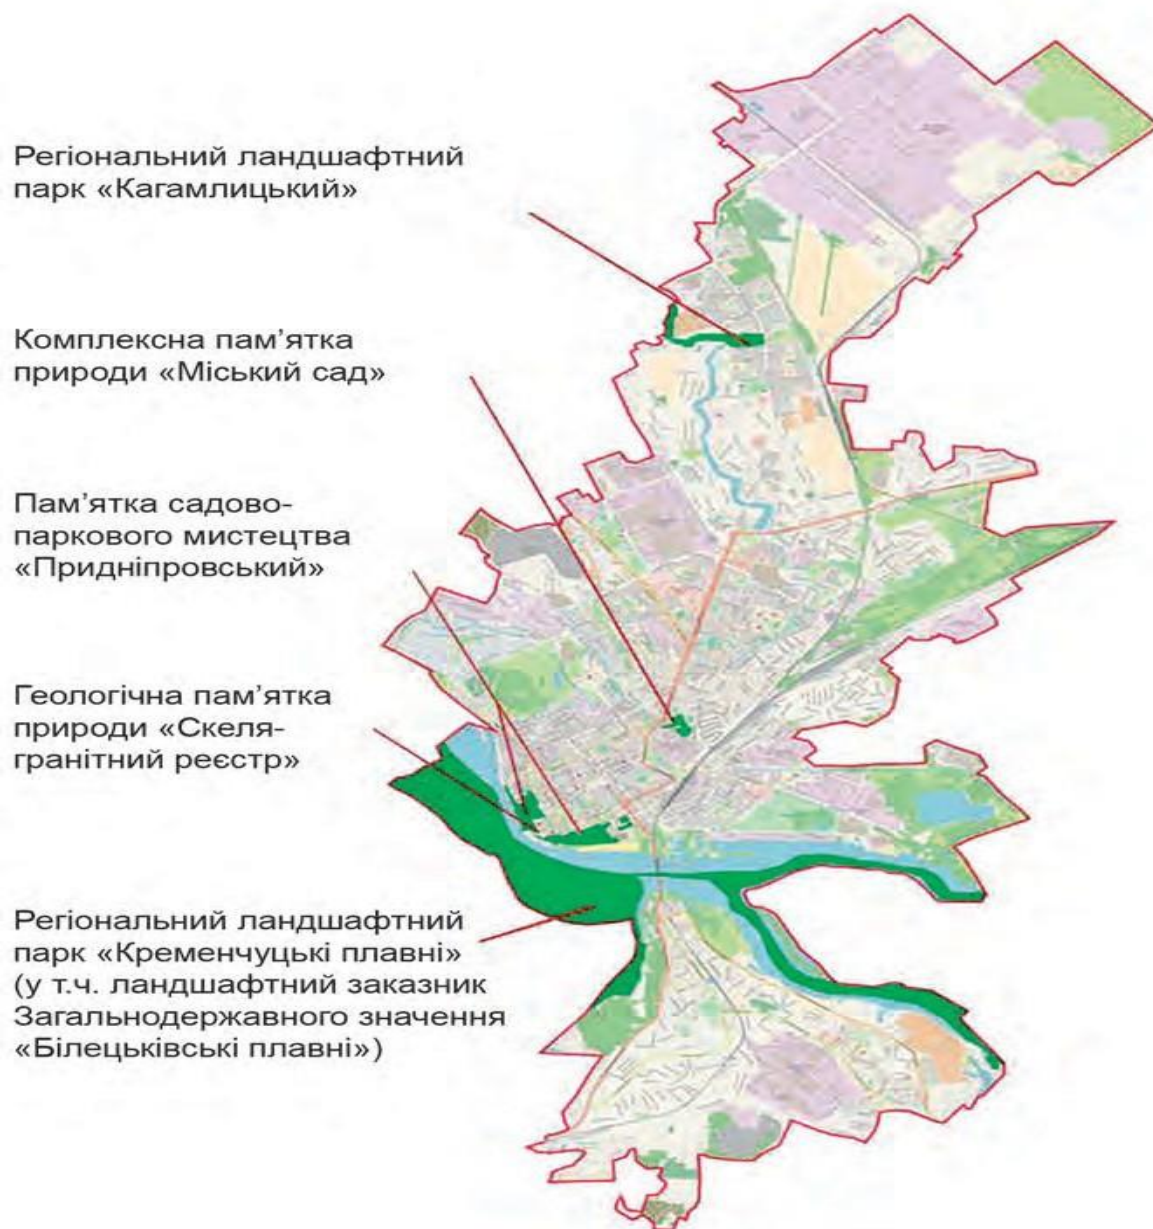 Регіональний ландшафтний
парк «Кагамлицький»
Комплексна пам’ятка
природи «Міський сад»
Пам’ятка садово-
паркового мистецтва
«Придніпровський»
Геологічна пам’ятка
природи «Скеля-
гранітний реєстр»
Регіональний ландшафтний
парк «Кременчуцькі плавні»
(у т.ч. ландшафтний заказник
Загальнодержавного значення
«Білецьківські плавні»)